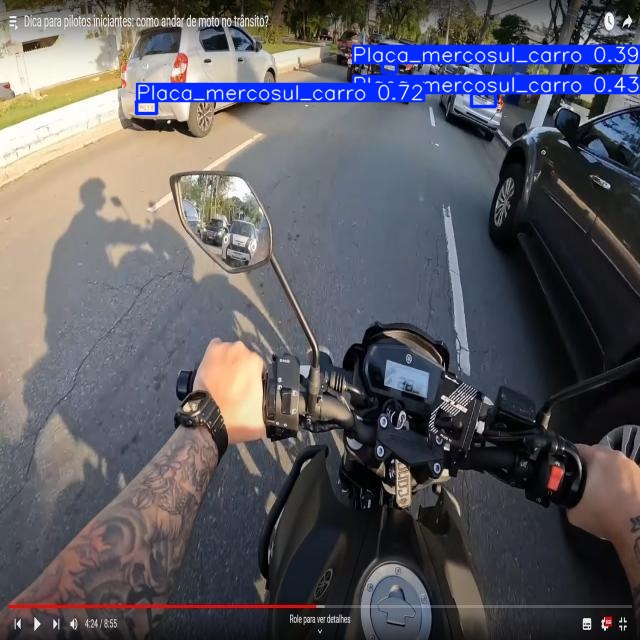 Dica para pilotos iniciantes: como andar de moto no trânsito?
Placa_mercosul_carro 0.39
Placa_mercosul_carro 0.72
mercosul_carro 0.43
4:24 / 8:55
Role para ver detalhes